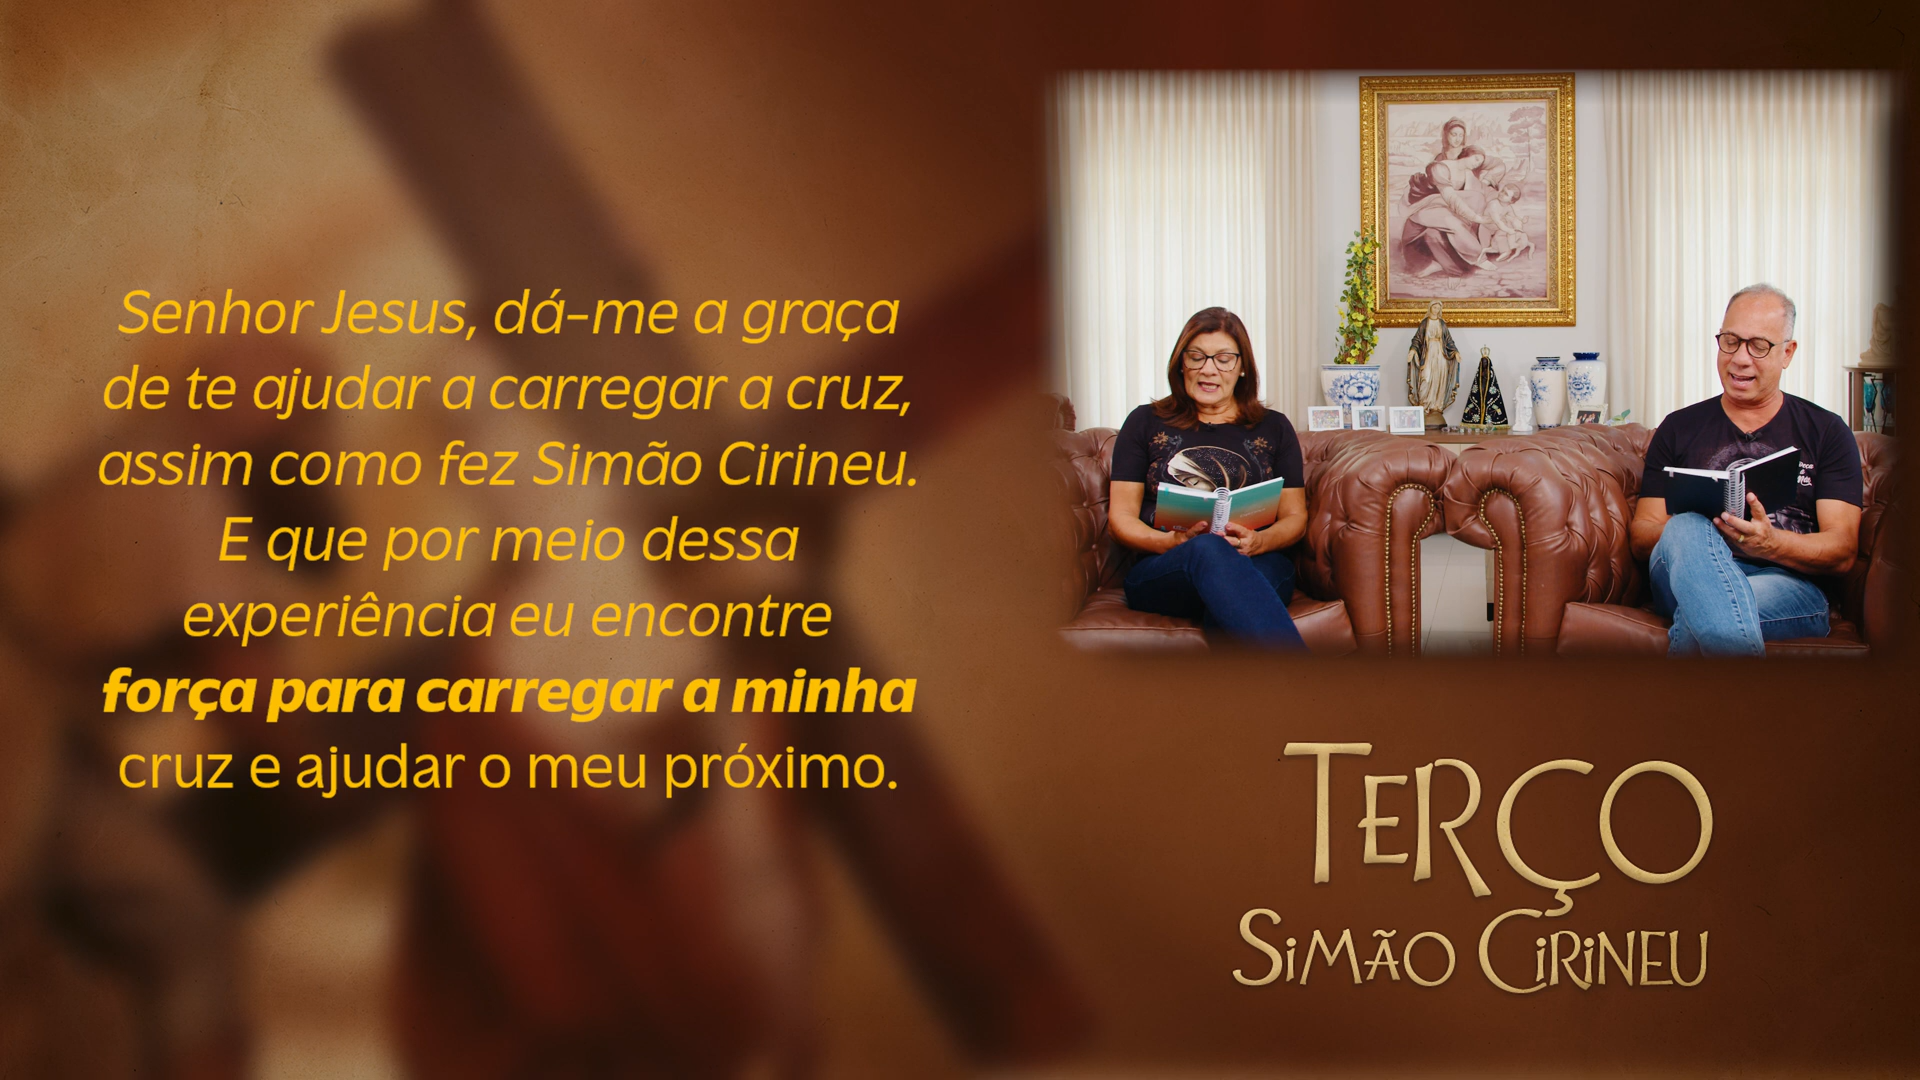 Senhor Jesus, dá-me a graça
de te ajudar a carregar a cruz,
assim como fez Simão Cirineu.
E que por meio dessa
experiência eu encontre
força para carregar a minha
cruz e ajudar o meu próximo.
TERÇO
SiMÃO CiRiNEU